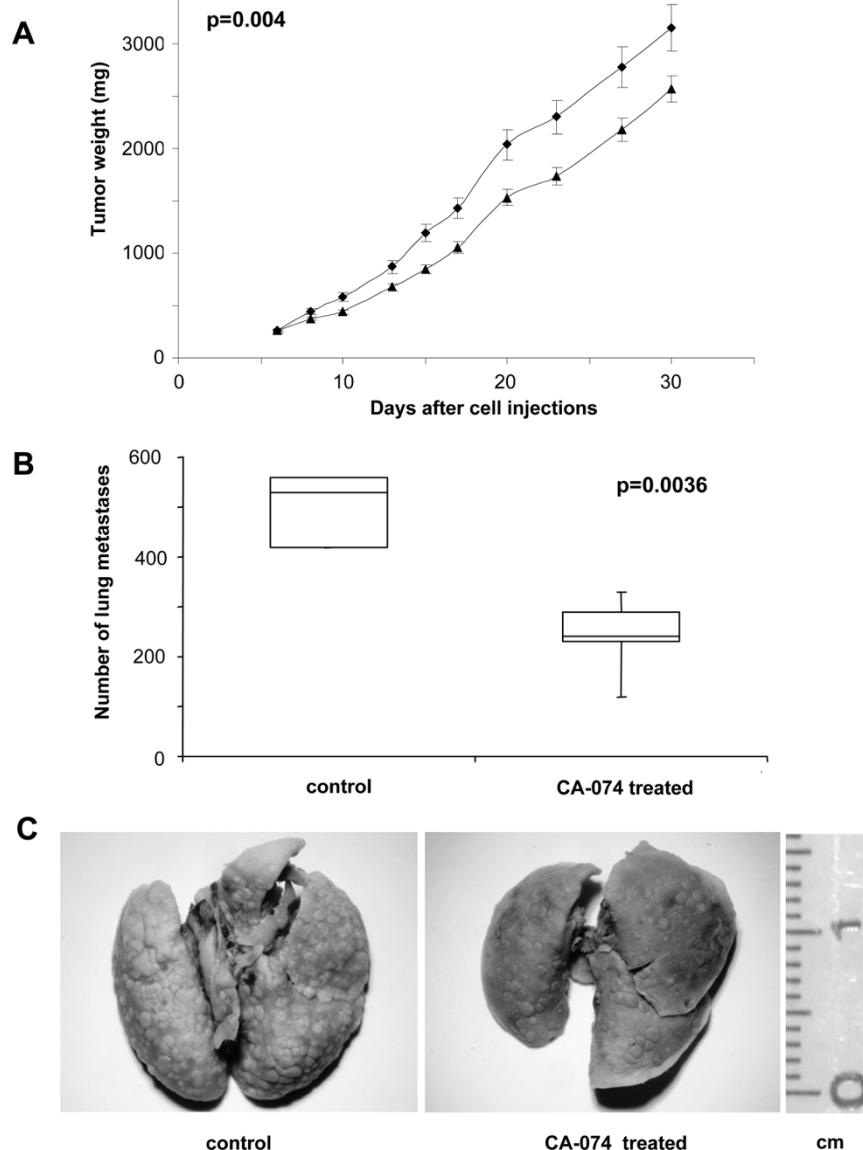 A
p=0.004
3000
2000
1000
0
Tumor weight (mg)
0 10 20 30
Days after cell injections
B
600
400
200
0
Number of lung metastases
p=0.0036
control CA-074 treated
C
0
control CA-074 treated cm